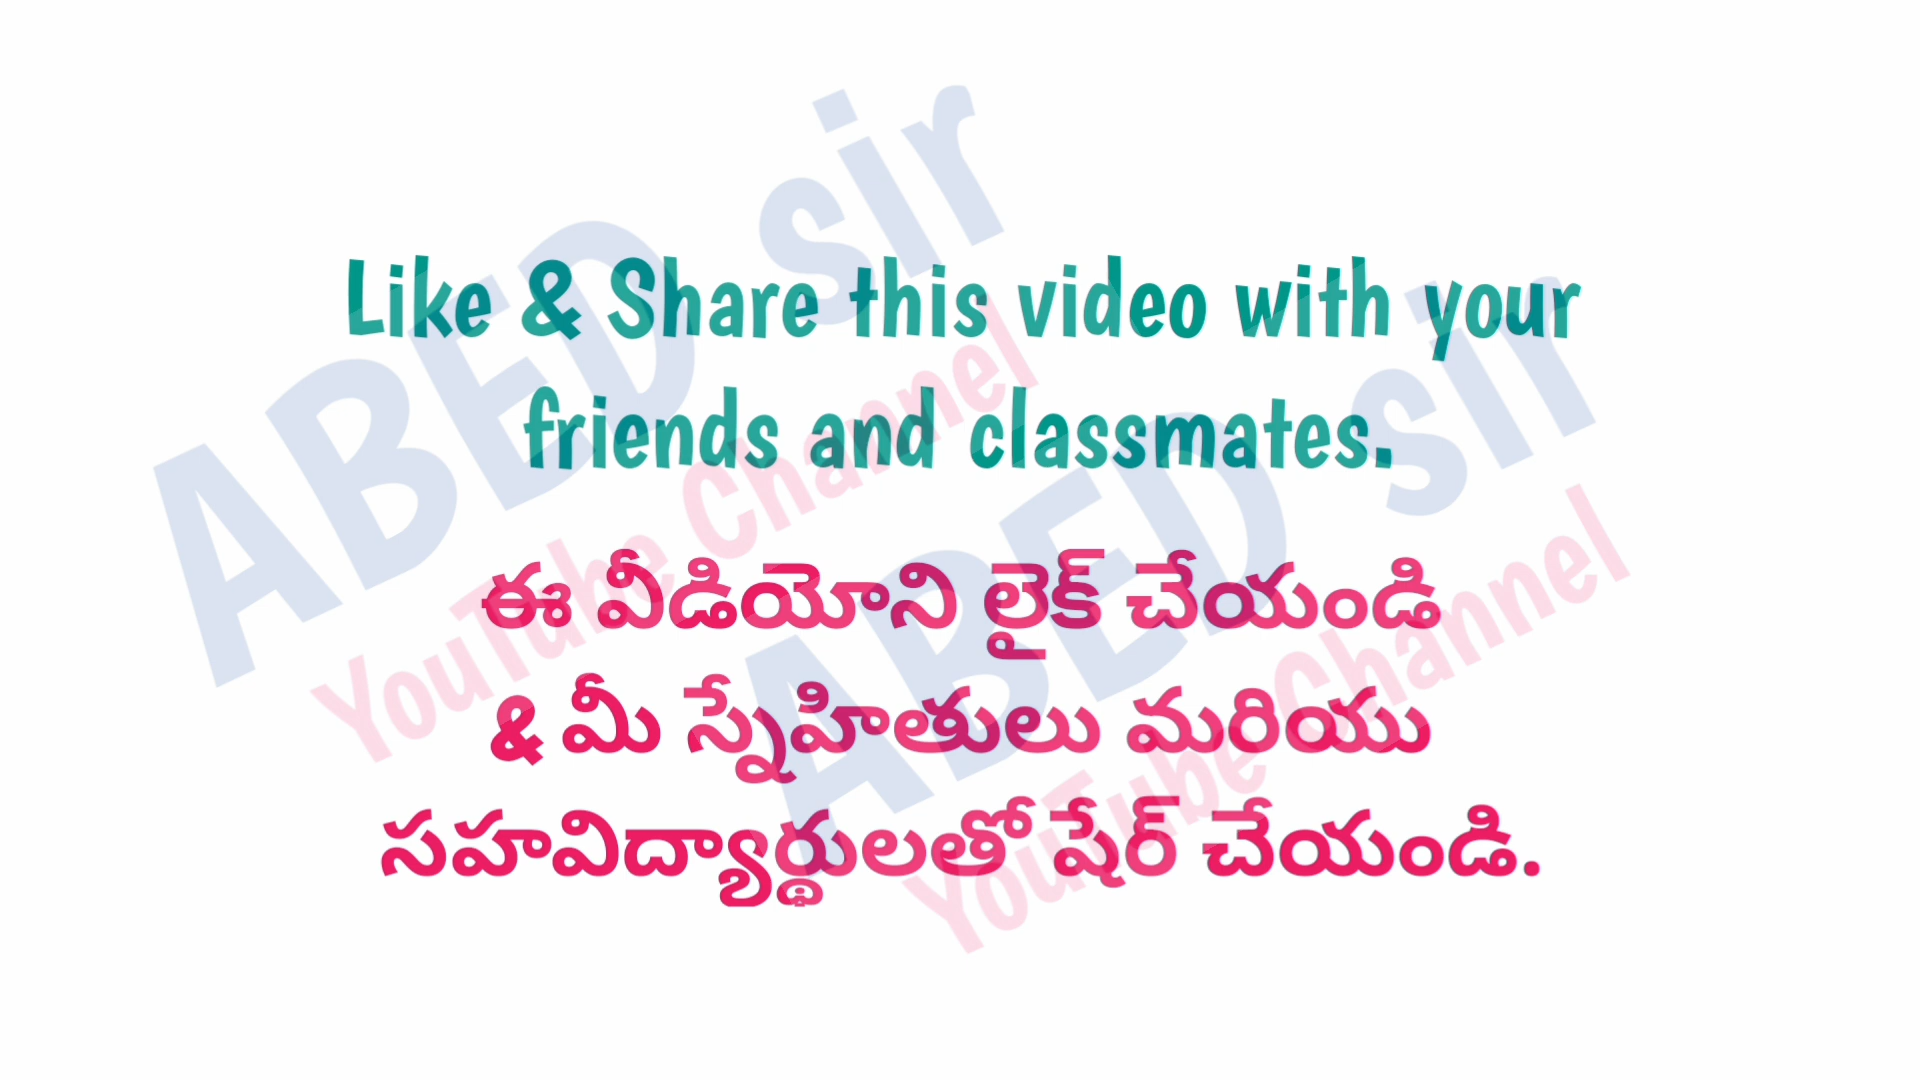 Like & Share this video with your
friends and classmates.
ఈ వీడియోని లైక్ చేయండి
& మీ స్నేహితులు మరియు
సహవిద్యార్థులతో షేర్ చేయండి.
ABED sir
YouTube Channel
ABED sir
YouTube Channel